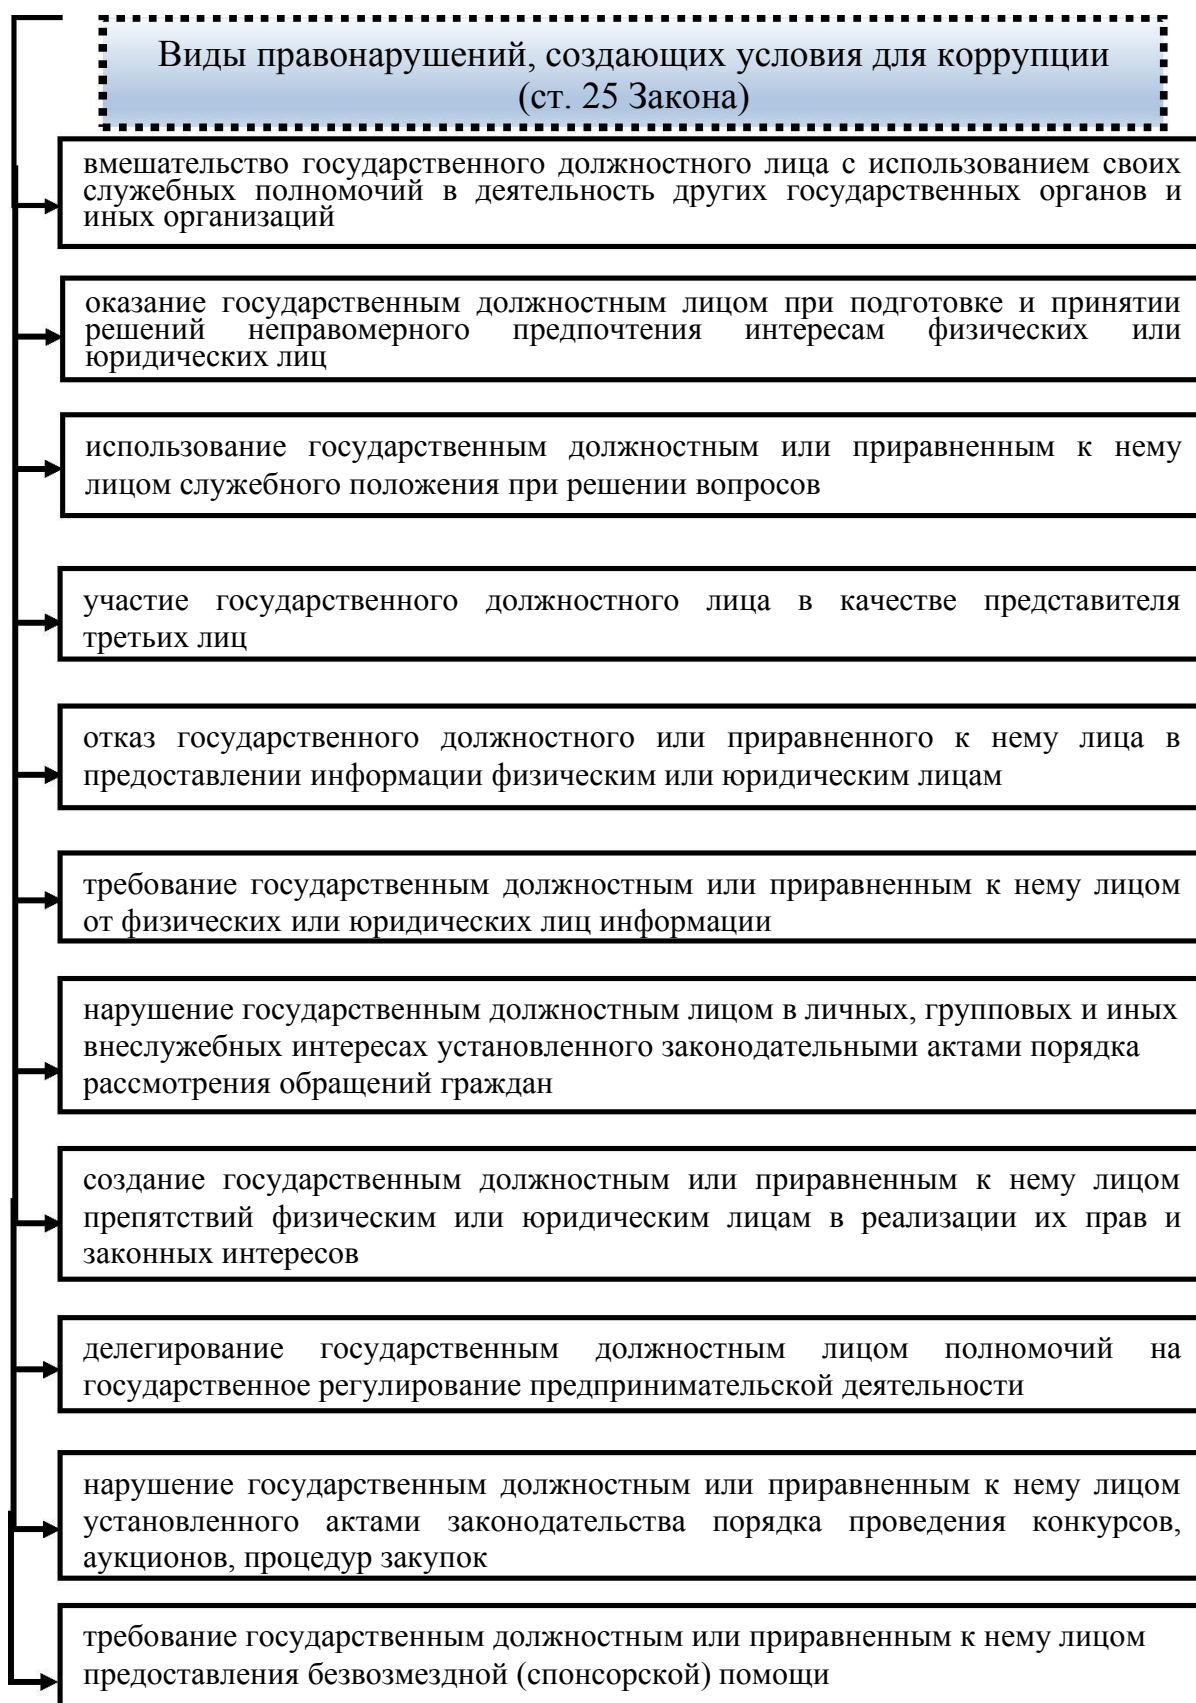 Виды правонарушений, создающих условия для коррупции
(ст. 25 Закона)
вмешательство государственного должностного лица с использованием своих
служебных полномочий в деятельность других государственных органов и
иных организаций
оказание государственным должностным лицом при подготовке и принятии
решений неправомерного предпочтения интересам физических или
юридических лиц
использование государственным должностным или приравненным к нему
лицом служебного положения при решении вопросов
участие государственного должностного лица в качестве представителя
третьих лиц
отказ государственного должностного или приравненного к нему лица в
предоставлении информации физическим или юридическим лицам
требование государственным должностным или приравненным к нему лицом
от физических или юридических лиц информации
нарушение государственным должностным лицом в личных, групповых и иных
внеслужебных интересах установленного законодательными актами порядка
рассмотрения обращений граждан
создание государственным должностным или приравненным к нему лицом
препятствий физическим или юридическим лицам в реализации их прав и
законных интересов
делегирование государственным должностным лицом полномочий на
государственное регулирование предпринимательской деятельности
нарушение государственным должностным или приравненным к нему лицом
установленного актами законодательства порядка проведения конкурсов,
аукционов, процедур закупок
требование государственным должностным или приравненным к нему лицом
предоставления безвозмездной (спонсорской) помощи